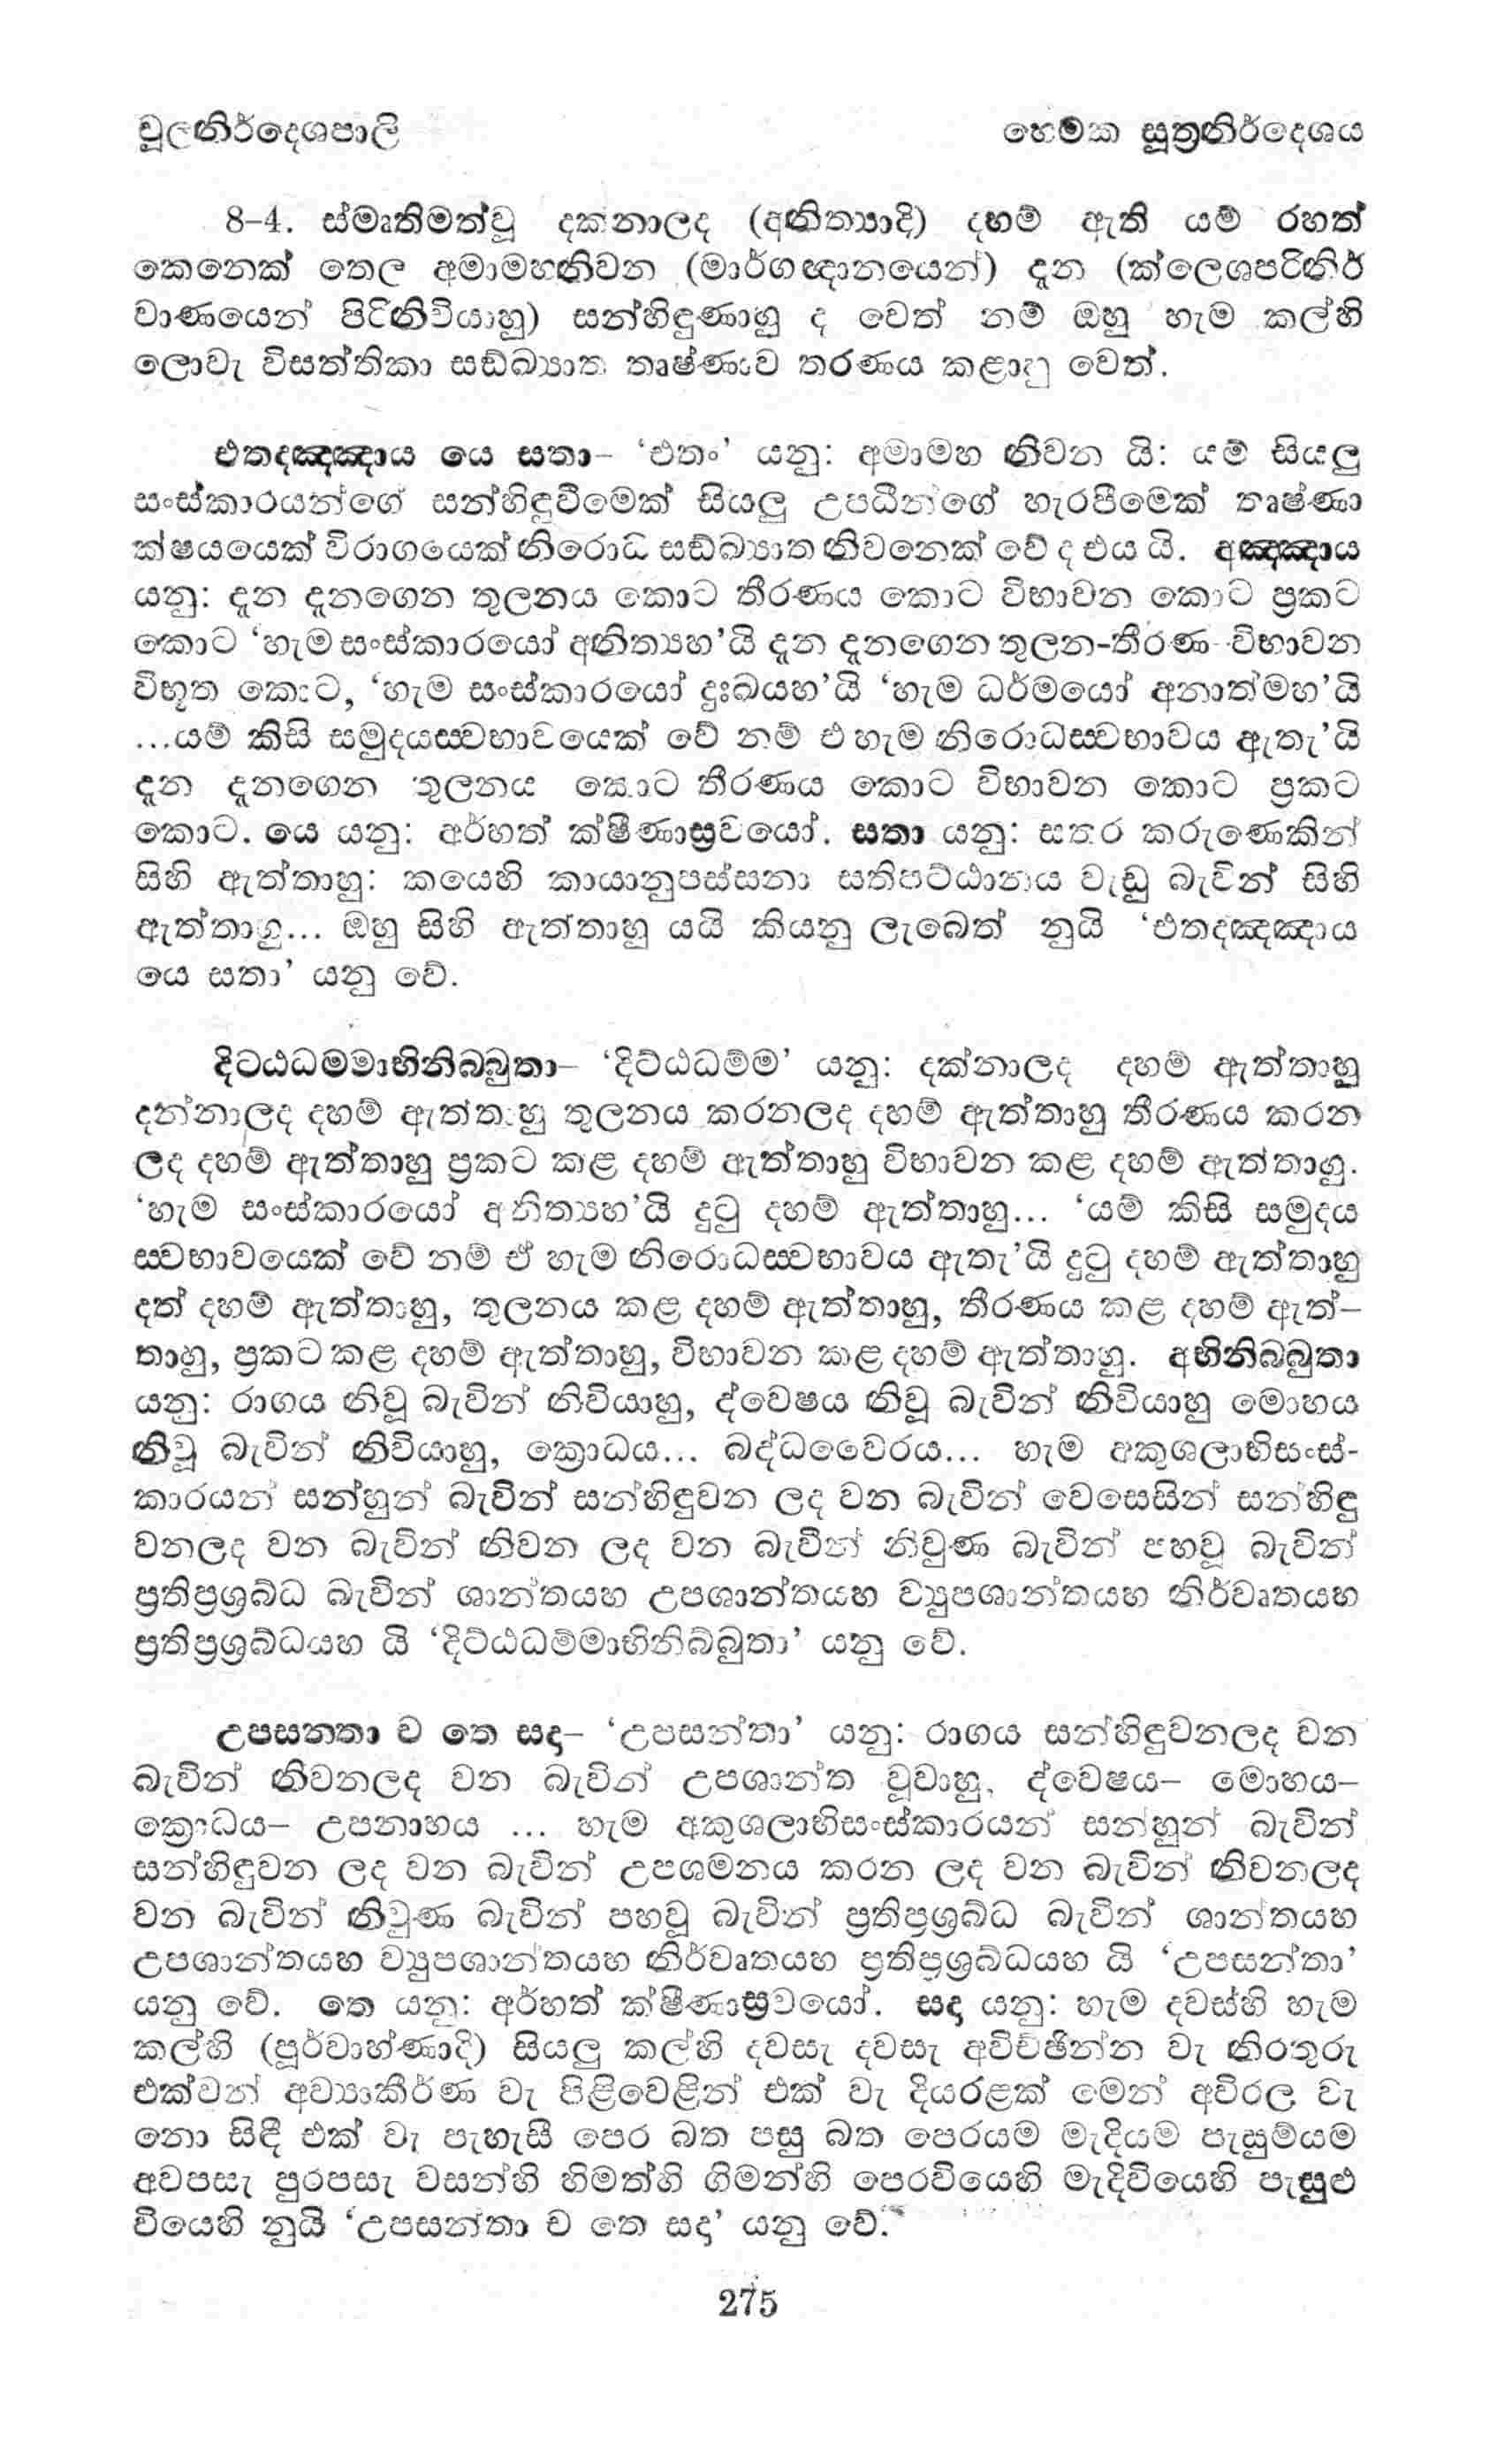 චූලනිර්දෙශපාලි
හෙමක සූත්‍රනිර්දෙශය
8–4. ස්මෘතිමත්වූ දක්නාලද (අනිත්‍යාදි) දහම් ඇති යම් රහත්
කෙනෙක් තෙල අමාමහනිවන (මාර්ගඥානයෙන්) දැන (ක්ලෙශපරිනිර්
වාණයෙන් පිරිනිවියාහු) සන්හිඳුණාහු ද වෙත් නම් ඔහු හැම කල්හි
ලොවැ විසත්තිකා සඞ්ඛ්‍යාත තෘෂ්ණාව තරණය කළාහු වෙත්.
එතදඤ්ඤාය යෙ සතා– ‘එතං’ යනු: අමාමහ නිවන යි: යම් සියලු
සංස්කාරයන්ගේ සන්හිඳුවීමෙක් සියලු උපධීන්ගේ හැරපීමෙක් තෘෂ්ණා
ක්ෂයයෙක් විරාගයෙක් නිරොධ සඞ්ඛ්‍යාත නිවනෙක් වේ ද එය යි. අඤ්ඤාය
යනු: දැන දැනගෙන තුලනය කොට තීරණය කොට විභාවන කොට ප්‍රකට
කොට ‘හැම සංස්කාරයෝ අනිත්‍යහ’යි දැන දැනගෙන තුලන-තීරණ-විභාවන
විභූත කොට, ‘හැම සංස්කාරයෝ දුඃඛයහ’යි ‘හැම ධර්මයෝ අනාත්මහ’යි
...යම් කිසි සමුදයස්වභාවයෙක් වේ නම් එ හැම නිරොධස්වභාවය ඇතැ’යි
දැන දැනගෙන තුලනය කොට තීරණය කොට විභාවන කොට ප්‍රකට
කොට. යෙ යනු: අර්හත් ක්ෂීණාස්‍රවයෝ. සතා යනු: සතර කරුණෙකින්
සිහි ඇත්තාහු: කයෙහි කායානුපස්සනා සතිපට්ඨානය වැඩු බැවින් සිහි
ඇත්තාහු... ඔහු සිහි ඇත්තාහු යයි කියනු ලැබෙත් නුයි ‘එතදඤ්ඤාය
යෙ සතා’ යනු වේ.
දිට්ඨධම්මාභිනිබ්බුතා– ‘දිට්ඨධම්ම’ යනු: දක්නාලද දහම් ඇත්තාහු
දන්නාලද දහම් ඇත්තාහු තුලනය කරනලද දහම් ඇත්තාහු තීරණය කරන
ලද දහම් ඇත්තාහු ප්‍රකට කළ දහම් ඇත්තාහු විභාවන කළ දහම් ඇත්තාහු.
‘හැම සංස්කාරයෝ අනිත්‍යහ’යි දුටු දහම් ඇත්තාහු... ‘යම් කිසි සමුදය
ස්වභාවයෙක් වේ නම් ඒ හැම නිරොධස්වභාවය ඇතැ’යි දුටු දහම් ඇත්තාහු
දත් දහම් ඇත්තාහු, තුලනය කළ දහම් ඇත්තාහු, තීරණය කළ දහම් ඇත්–
තාහු, ප්‍රකට කළ දහම් ඇත්තාහු, විභාවන කළ දහම් ඇත්තාහු. අභිනිබ්බුතා
යනු: රාගය නිවූ බැවින් නිවියාහු, ද්වෙෂය නිවූ බැවින් නිවියාහු මොහය
නිවූ බැවින් නිවියාහු, ක්‍රොධය... බද්ධවෛරය... හැම අකුශලාභිසංස්-
කාරයන් සන්හුන් බැවින් සන්හිඳුවන ලද වන බැවින් වෙසෙසින් සන්හිඳු
වනලද වන බැවින් නිවන ලද වන බැවින් නිවුණ බැවින් පහවූ බැවින්
ප්‍රතිප්‍රශ්‍රබ්ධ බැවින් ශාන්තයහ උපශාන්තයහ ව්‍යුපශාන්තයහ නිර්වෘතයහ
ප්‍රතිප්‍රශ්‍රබ්ධයහ යි ‘දිට්ඨධම්මාභිනිබ්බුතා’ යනු වේ.
උපසන්තා ච තෙ සදා– ‘උපසන්තා’ යනු: රාගය සන්හිඳුවනලද වන
බැවින් නිවනලද වන බැවින් උපශාන්ත වූවාහු, ද්වෙෂය– මොහය–
ක්‍රොධය– උපනාහය ... හැම අකුශලාභිසංස්කාරයන් සන්හුන් බැවින්
සන්හිඳුවන ලද වන බැවින් උපශමනය කරන ලද වන බැවින් නිවනලද
වන බැවින් නිවුණ බැවින් පහවූ බැවින් ප්‍රතිප්‍රශ්‍රබ්ධ බැවින් ශාන්තයහ
උපශාන්තයහ ව්‍යුපශාන්තයහ නිර්වෘතයහ ප්‍රතිප්‍රශ්‍රබ්ධයහ යි ‘උපසන්තා’
යනු වේ. තෙ යනු: අර්හත් ක්ෂීණාස්‍රවයෝ. සදා යනු: හැම දවස්හි හැම
කල්හි (පූර්වාහ්ණාදි) සියලු කල්හි දවසැ දවසැ අවිච්ඡින්න වැ නිරතුරු
එක්වන් අව්‍යාකීර්ණ වැ පිළිවෙළින් එක් වැ දියරළක් මෙන් අවිරල වැ
නො සිඳී එක් වැ පැහැසී පෙර බත පසු බත පෙරයම මැදියම පැසුම්යම
අවපසැ පුරපසැ වසන්හි හිමත්හි ගිමන්හි පෙරවියෙහි මැදිවියෙහි පැසුළු
වියෙහි නුයි ‘උපසන්තා ච තෙ සදා’ යනු වේ.
275